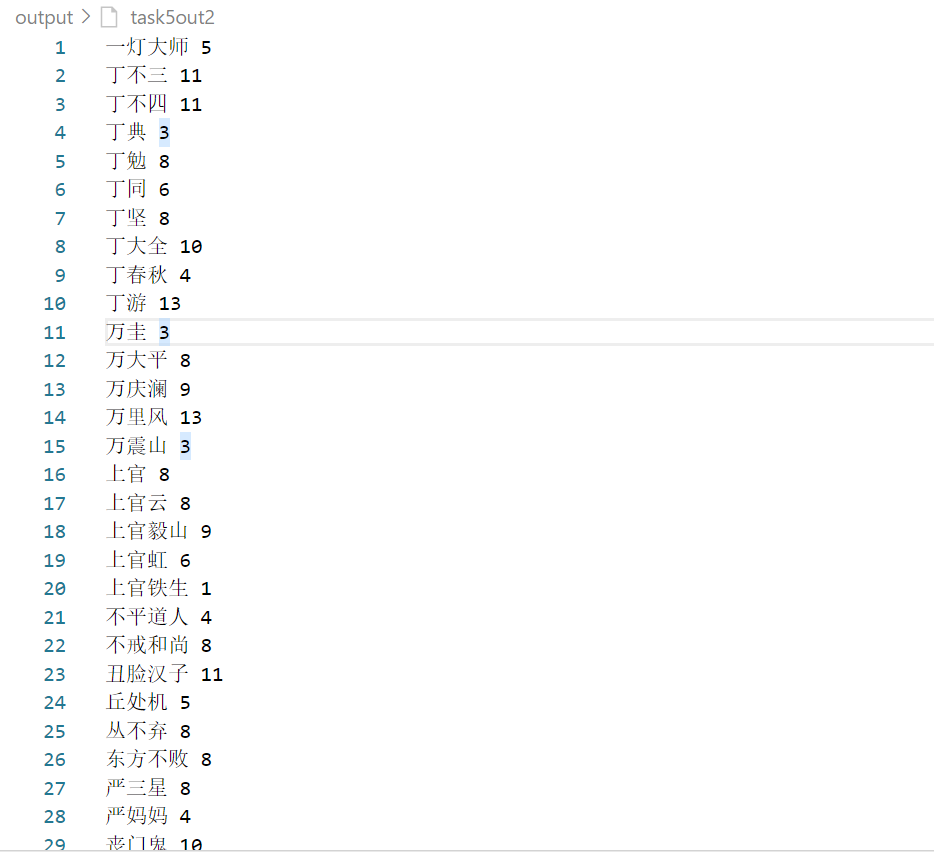 output > task5out2
1 一灯大师 5
2 丁不三 11
3 丁不四 11
4 丁典 3
5 丁勉 8
6 丁同 6
7 丁坚 8
8 丁大全 10
9 丁春秋 4
10 丁游 13
11 万圭 3
12 万大平 8
13 万庆澜 9
14 万里风 13
15 万震山 3
16 上官 8
17 上官云 8
18 上官毅山 9
19 上官虹 6
20 上官铁生 1
21 不平道人 4
22 不戒和尚 8
23 丑脸汉子 11
24 丘处机 5
25 丛不弃 8
26 东方不败 8
27 严三星 8
28 严妈妈 4
29 丧门鬼 10